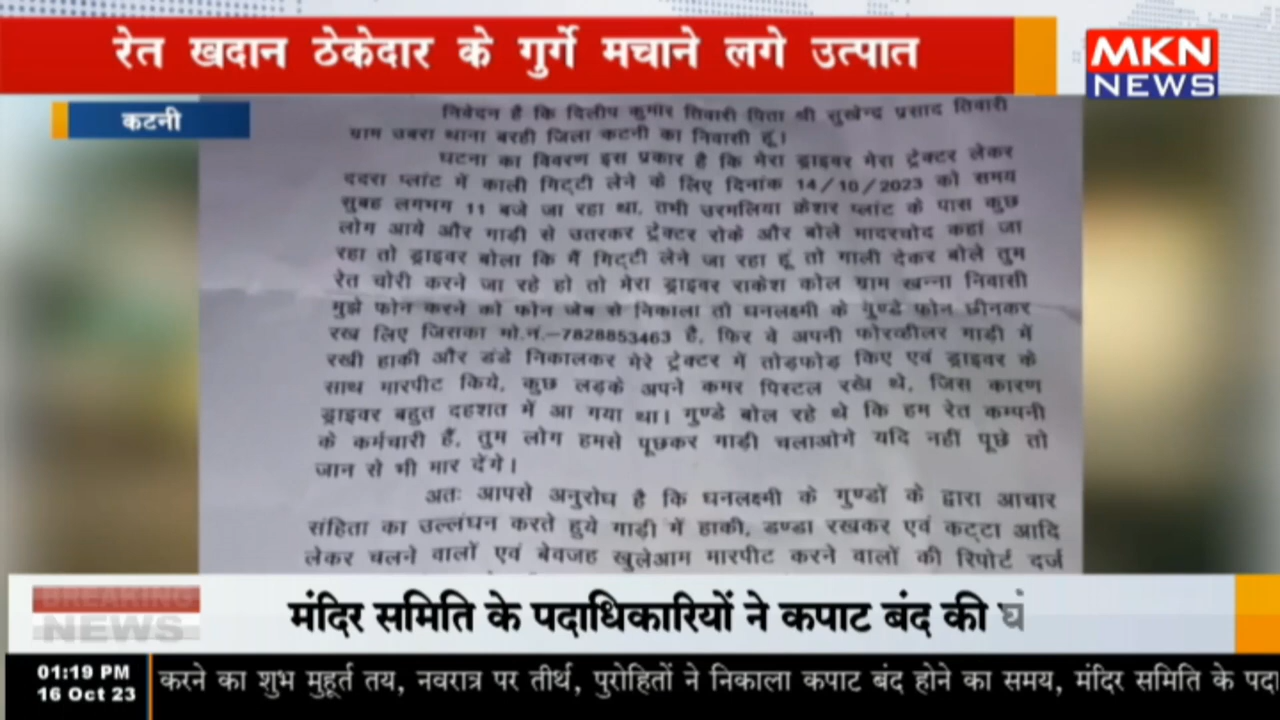 रेत खदान ठेकेदार के गुर्गे मचाने लगे उत्पात
MKN
NEWS
कटनी
निवेदन है कि दिलीप कुमार तिवारी पिता श्री सुखेन्द्र प्रसाद तिवारी
ग्राम उबरा थाना बरही जिला कटनी का निवासी हूं।
घटना का विवरण इस प्रकार है कि मेरा ड्राइवर मेरा ट्रेक्टर लेकर
ददरा प्लांट में काली गिट्टी लेने के लिए दिनांक 14/10/2023 को समय
सुबह लगभग 11 बजे जा रहा था, तभी उरमलिया क्रेशर प्लांट के पास कुछ
लोग आये और गाड़ी से उतरकर ट्रेक्टर रोके और बोले मादरचोद कहां जा
रहा तो ड्राइवर बोला कि मैं गिट्टी लेने जा रहा हूं तो गाली देकर बोले तुम
रेत चोरी करने जा रहे हो तो मेरा ड्राइवर राकेश कोल ग्राम खन्ना निवासी
मुझे फोन करने को फोन जेब से निकाला तो धनलक्ष्मी के गुण्डे फोन छीनकर
रख लिए जिसका मो.नं.–7828853463 है, फिर वे अपनी फोरव्हीलर गाड़ी में
रखी हाकी और डंडे निकालकर मेरे ट्रेक्टर में तोड़फोड़ किए एवं ड्राइवर के
साथ मारपीट किये, कुछ लड़के अपने कमर पिस्टल रखे थे, जिस कारण
ड्राइवर बहुत दहशत में आ गया था। गुण्डे बोल रहे थे कि हम रेत कम्पनी
के कर्मचारी हैं, तुम लोग हमसे पूछकर गाड़ी चलाओगे यदि नहीं पूछे तो
जान से भी मार देंगे।
अतः आपसे अनुरोध है कि धनलक्ष्मी के गुण्डों के द्वारा आचार
संहिता का उल्लंघन करते हुये गाड़ी में हाकी, डण्डा रखकर एवं कट्टा आदि
लेकर चलने वालों एवं बेवजह खुलेआम मारपीट करने वालों की रिपोर्ट दर्ज
BREAKING
NEWS
मंदिर समिति के पदाधिकारियों ने कपाट बंद की घं
01:19 PM
16 Oct 23
करने का शुभ मुहूर्त तय, नवरात्र पर तीर्थ, पुरोहितों ने निकाला कपाट बंद होने का समय, मंदिर समिति के पदा